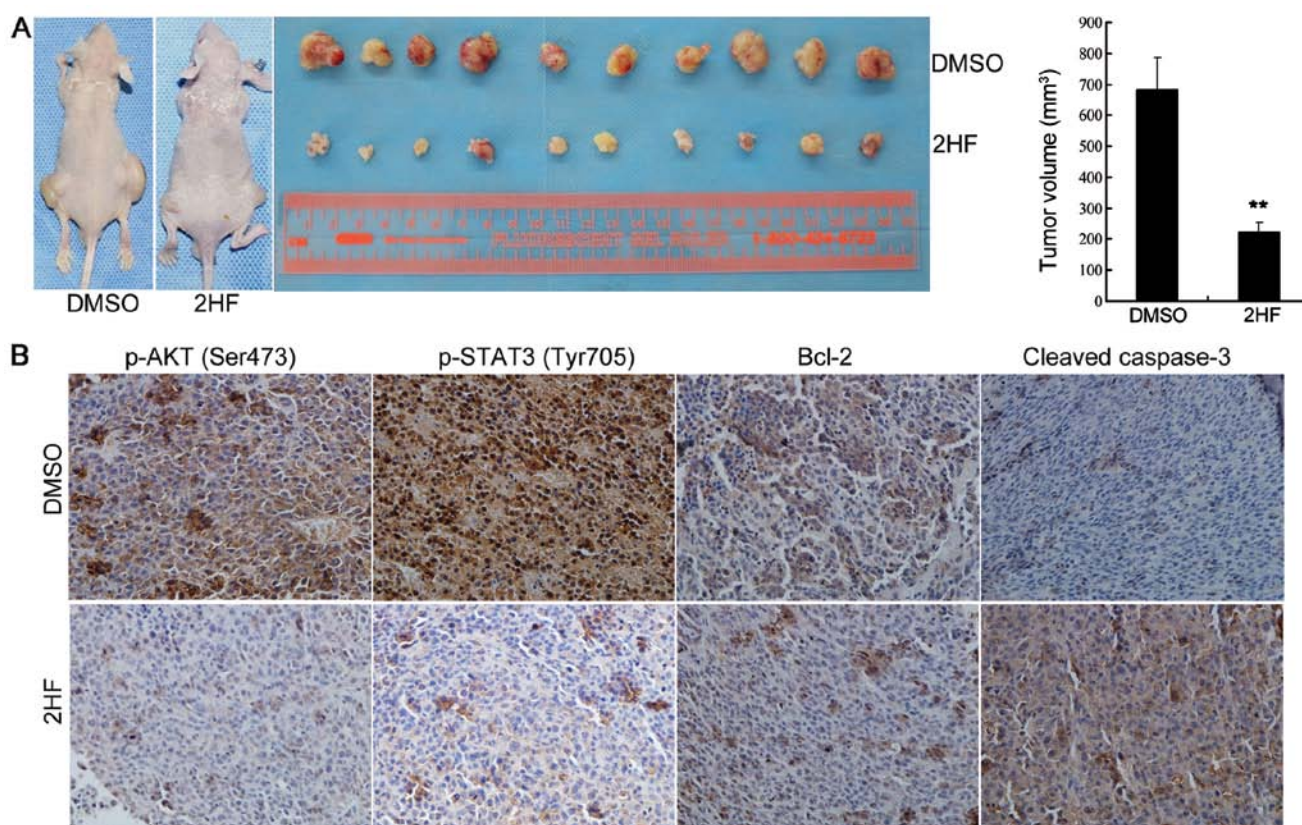 A
DMSO
2HF
DMSO
2HF
Tumor volume (mm³)
900
800
700
600
500
400
300
200
100
0
**
DMSO
2HF
B
p-AKT (Ser473)
p-STAT3 (Tyr705)
Bcl-2
Cleaved caspase-3
DMSO
2HF